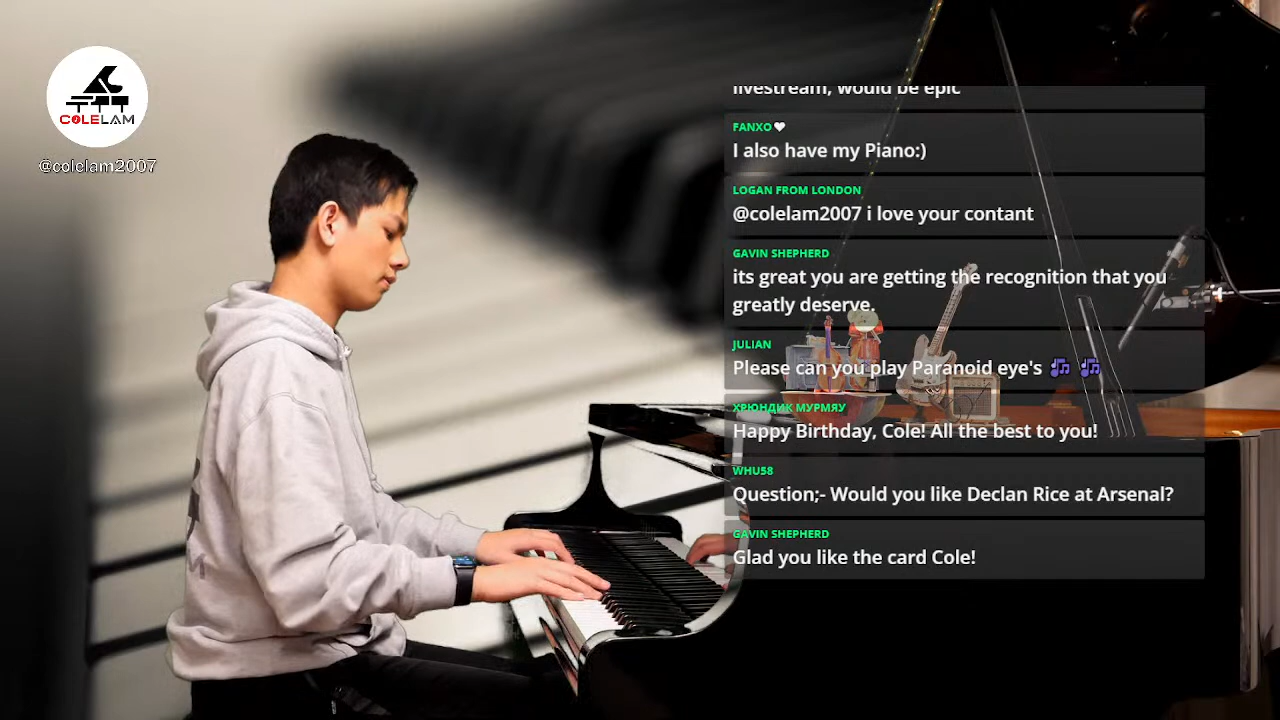 COLELAM
@colelam2007
livestream, would be epic
FANXO🤍
I also have my Piano:)
LOGAN FROM LONDON
@colelam2007 i love your contant
GAVIN SHEPHERD
its great you are getting the recognition that you
greatly deserve.
JULIAN
Please can you play Paranoid eye's 🎶 🎶
ХРЮНДИК МУРМЯУ
Happy Birthday, Cole! All the best to you!
WHU58
Question;- Would you like Declan Rice at Arsenal?
GAVIN SHEPHERD
Glad you like the card Cole!